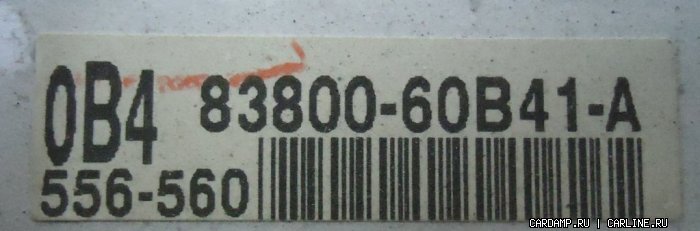 0B4 83800-60B41-A
556-560
CARDAMP.RU | CARLINE.RU